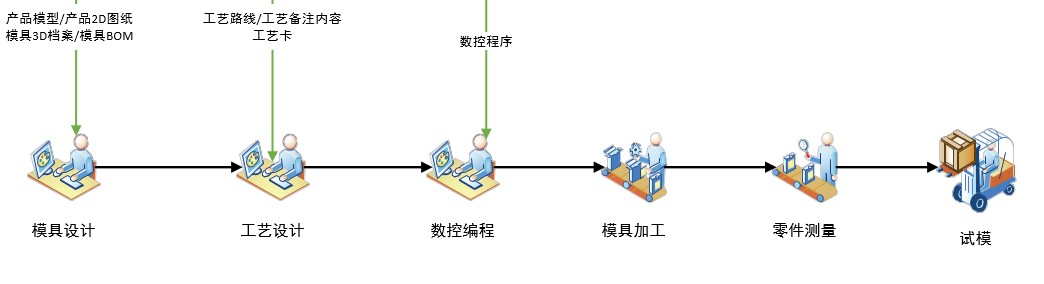 产品模型/产品2D图纸
模具3D档案/模具BOM
工艺路线/工艺备注内容
工艺卡
数控程序
模具设计
工艺设计
数控编程
模具加工
零件测量
试模